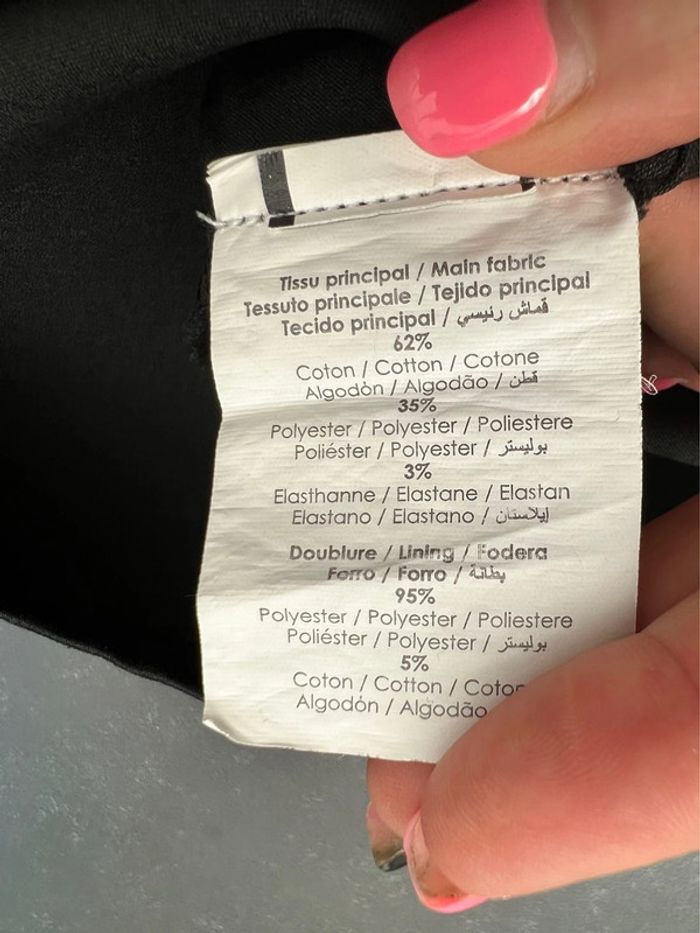 Tissu principal / Main fabric
Tessuto principale / Tejido principal
Tecido principal / قماش رئيسي
62%
Coton / Cotton / Cotone
Algodòn / Algodão / قطن
35%
Polyester / Polyester / Poliestere
Poliéster / Polyester / بوليستر
3%
Elasthanne / Elastane / Elastan
Elastano / Elastano / إيلاستان
Doublure / Lining / Fodera
Forro / Forro / بطانة
95%
Polyester / Polyester / Poliestere
Poliéster / Polyester / بوليستر
5%
Coton / Cotton /
Algodón / Algodão